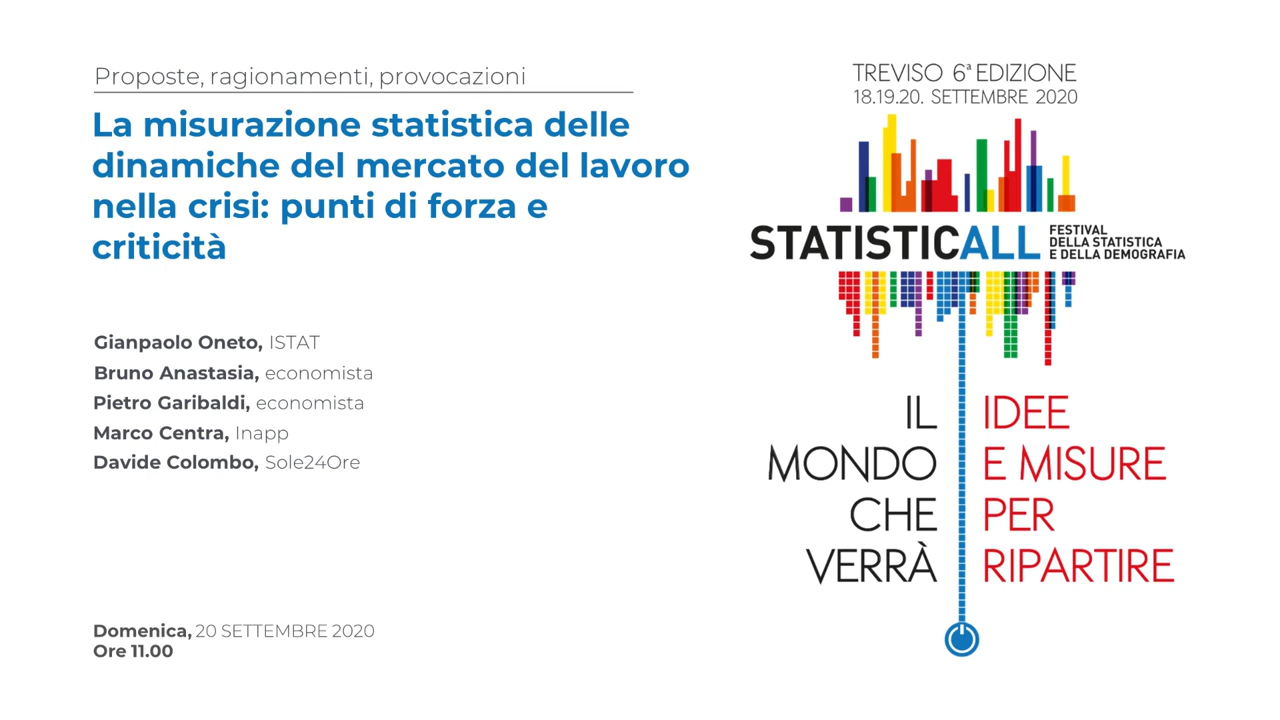 Proposte, ragionamenti, provocazioni
La misurazione statistica delle
dinamiche del mercato del lavoro
nella crisi: punti di forza e
criticità
Gianpaolo Oneto, ISTAT
Bruno Anastasia, economista
Pietro Garibaldi, economista
Marco Centra, Inapp
Davide Colombo, Sole24Ore
Domenica, 20 SETTEMBRE 2020
Ore 11.00
TREVISO 6ª EDIZIONE
18.19.20. SETTEMBRE 2020
STATISTICALL
FESTIVAL
DELLA STATISTICA
E DELLA DEMOGRAFIA
IL
MONDO
CHE
VERRÀ
IDEE
E MISURE
PER
RIPARTIRE